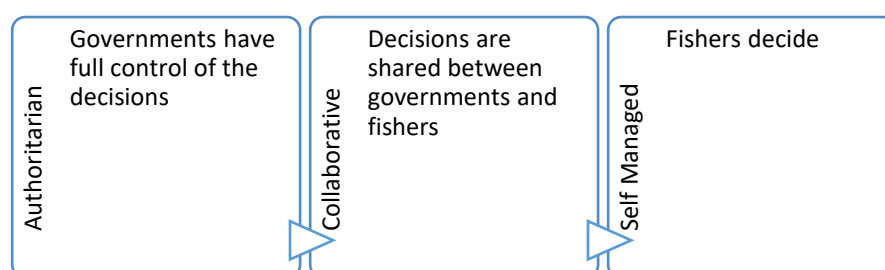 Authoritarian
Governments have
full control of the
decisions
Collaborative
Decisions are
shared between
governments and
fishers
Self Managed
Fishers decide